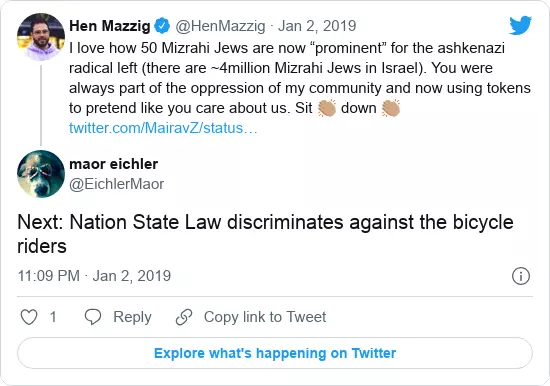 Hen Mazzig @HenMazzig · Jan 2, 2019
I love how 50 Mizrahi Jews are now “prominent” for the ashkenazi
radical left (there are ~4million Mizrahi Jews in Israel). You were
always part of the oppression of my community and now using tokens
to pretend like you care about us. Sit 👏🏽 down 👏🏽
twitter.com/MairavZ/status…
maor eichler
@EichlerMaor
Next: Nation State Law discriminates against the bicycle
riders
11:09 PM · Jan 2, 2019
1 Reply Copy link to Tweet
Explore what's happening on Twitter